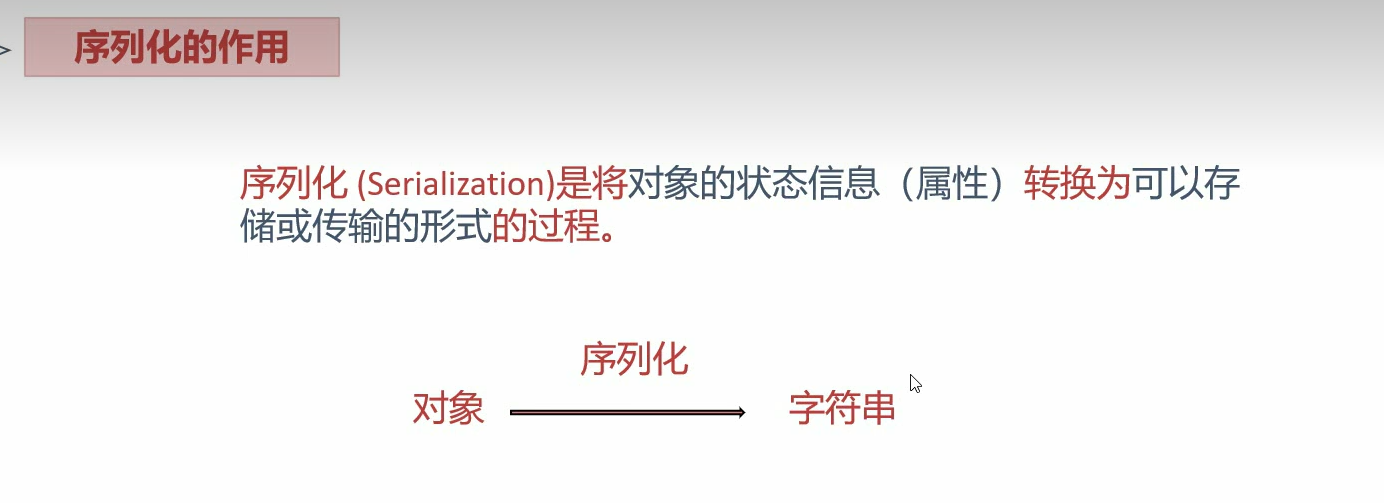 序列化的作用
序列化 (Serialization)是将对象的状态信息（属性）转换为可以存
储或传输的形式的过程。
序列化
对象
字符串